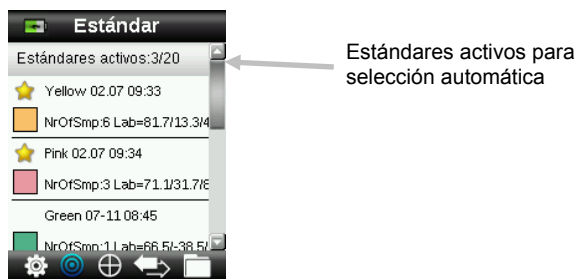 Estándar
Estándares activos:3/20
Yellow 02.07 09:33
NrOfSmp:6 Lab=81.7/13.3/4
Pink 02.07 09:34
NrOfSmp:3 Lab=71.1/31.7/
Green 07-11 08:45
NrOfSmp:1 Lab=66.5/-38.5/
Estándares activos para
selección automática